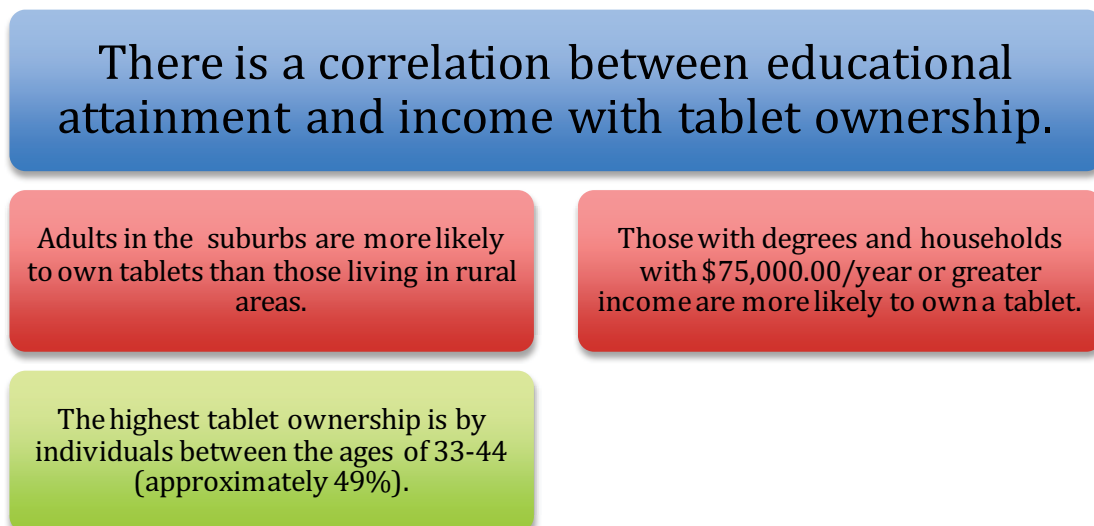 There is a correlation between educational
attainment and income with tablet ownership.
Adults in the suburbs are more likely
to own tablets than those living in rural
areas.
Those with degrees and households
with $75,000.00/year or greater
income are more likely to own a tablet.
The highest tablet ownership is by
individuals between the ages of 33-44
(approximately 49%).